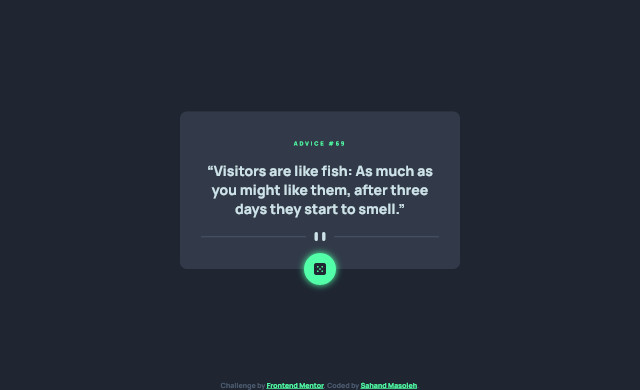 ADVICE #69
“Visitors are like fish: As much as
you might like them, after three
days they start to smell.”
Challenge by Frontend Mentor. Coded by Sahand Masoleh